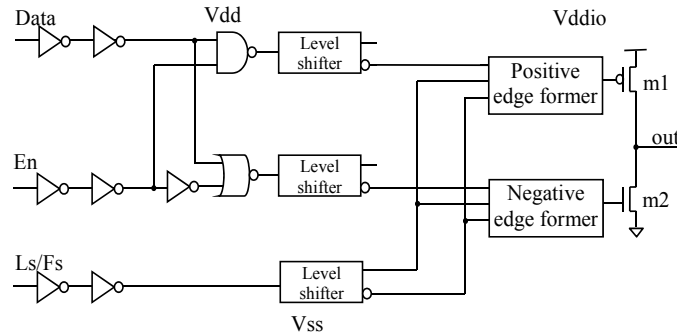 Data
Vdd
Vddio
Level
shifter
Positive
edge former
m1
out
En
Level
shifter
Negative
edge former
m2
Ls/Fs
Level
shifter
Vss